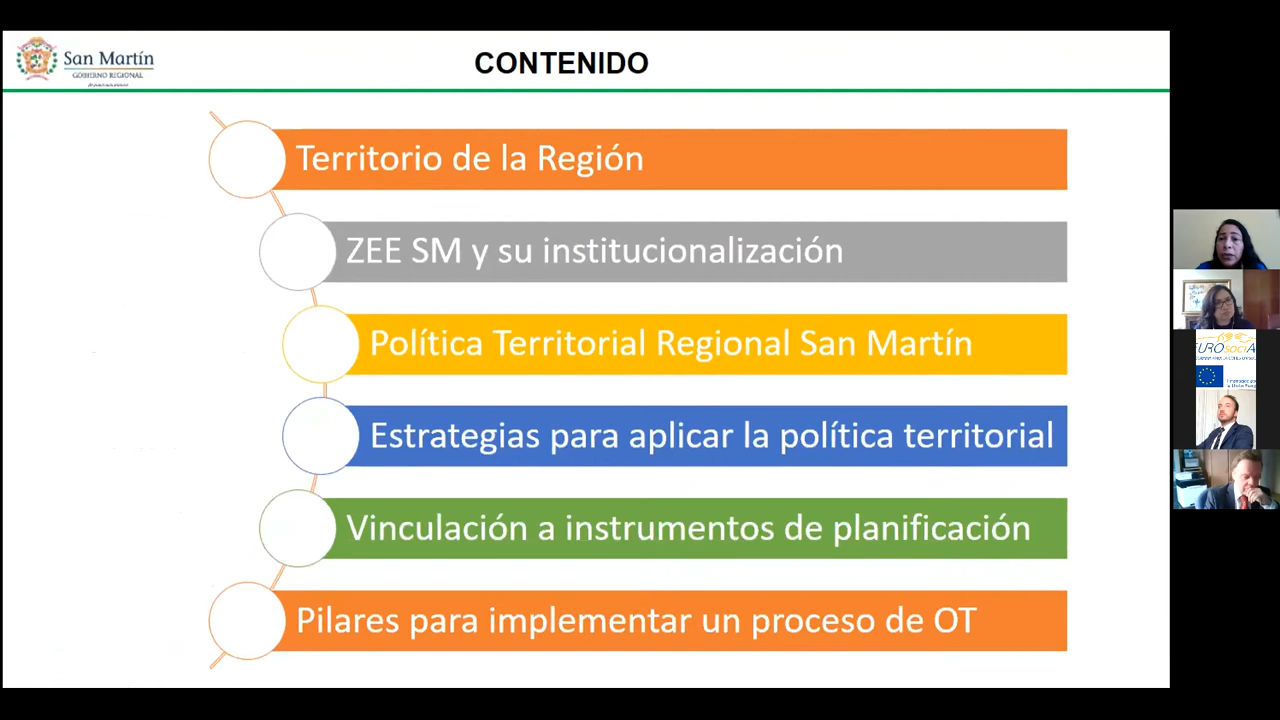 San Martín
GOBIERNO REGIONAL
CONTENIDO
Territorio de la Región
ZEE SM y su institucionalización
Política Territorial Regional San Martín
Estrategias para aplicar la política territorial
Vinculación a instrumentos de planificación
Pilares para implementar un proceso de OT
EUROsociA